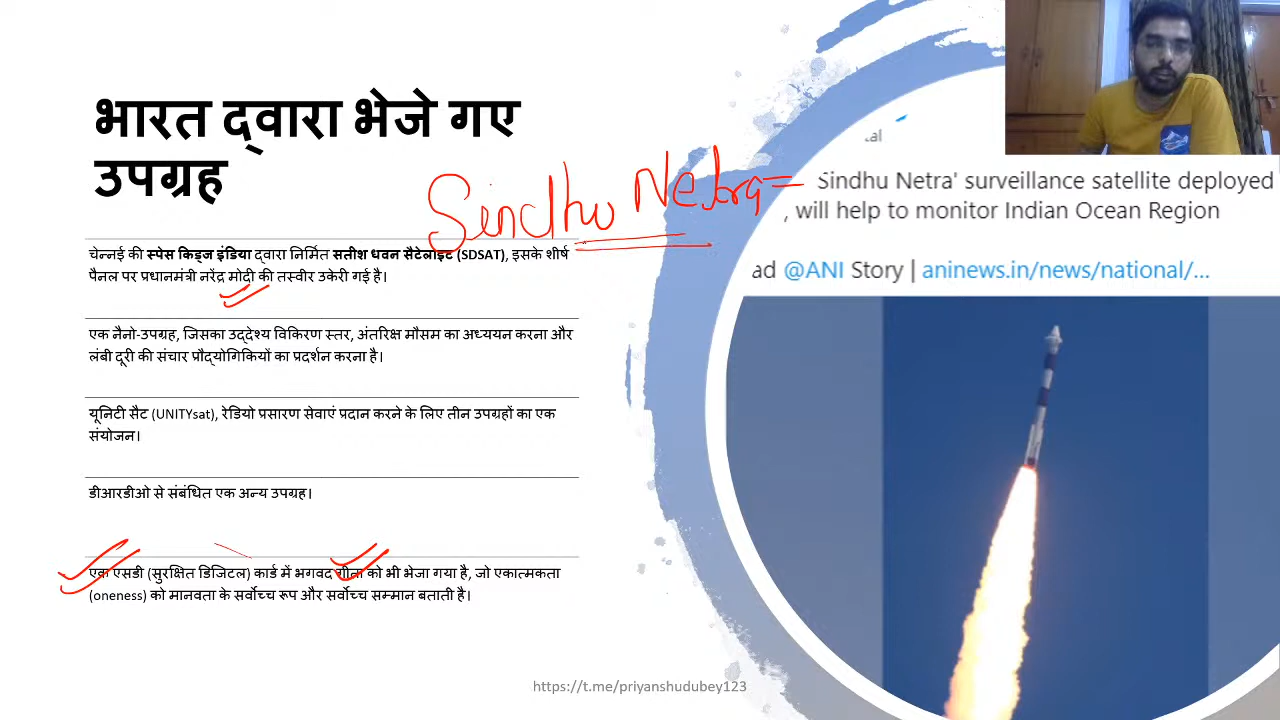 भारत द्वारा भेजे गए
उपग्रह
Sindhu Netra
चेन्नई की स्पेस किड्ज इंडिया द्वारा निर्मित सतीश धवन सैटेलाइट (SDSAT), इसके शीर्ष
पैनल पर प्रधानमंत्री नरेंद्र मोदी की तस्वीर उकेरी गई है।
एक नैनो-उपग्रह, जिसका उद्देश्य विकिरण स्तर, अंतरिक्ष मौसम का अध्ययन करना और
लंबी दूरी की संचार प्रौद्योगिकियों का प्रदर्शन करना है।
यूनिटी सैट (UNITYsat), रेडियो प्रसारण सेवाएं प्रदान करने के लिए तीन उपग्रहों का एक
संयोजन।
डीआरडीओ से संबंधित एक अन्य उपग्रह।
एक एसडी (सुरक्षित डिजिटल) कार्ड में भगवद गीता को भी भेजा गया है, जो एकात्मकता
(oneness) को मानवता के सर्वोच्च रूप और सर्वोच्च सम्मान बताती है।
tal
Sindhu Netra' surveillance satellite deployed
, will help to monitor Indian Ocean Region
ad @ANI Story | aninews.in/news/national/...
https://t.me/priyanshudubey123